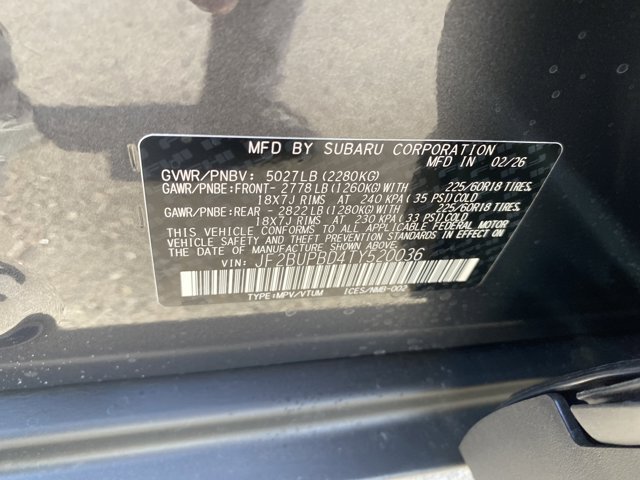 MFD BY SUBARU CORPORATION
MFD IN 02/26
GVWR/PNBV: 5027LB(2280KG)
GAWR/PNBE:FRONT- 2778LB(1260KG)WITH 225/60R18 TIRES,
18X7J RIMS AT 240 KPA(35 PSI)COLD
GAWR/PNBE:REAR - 2822LB(1280KG)WITH 225/60R18 TIRES,
18X7J RIMS AT 230 KPA(33 PSI)COLD
THIS VEHICLE CONFORMS TO ALL APPLICABLE FEDERAL MOTOR
VEHICLE SAFETY AND BUMPER STANDARDS IN EFFECT ON THE
DATE OF MANUFACTURE SHOWN ABOVE.
VIN: JF2BUPBD4TY520036
TYPE:MPV/VTUM ICES/NMB-002